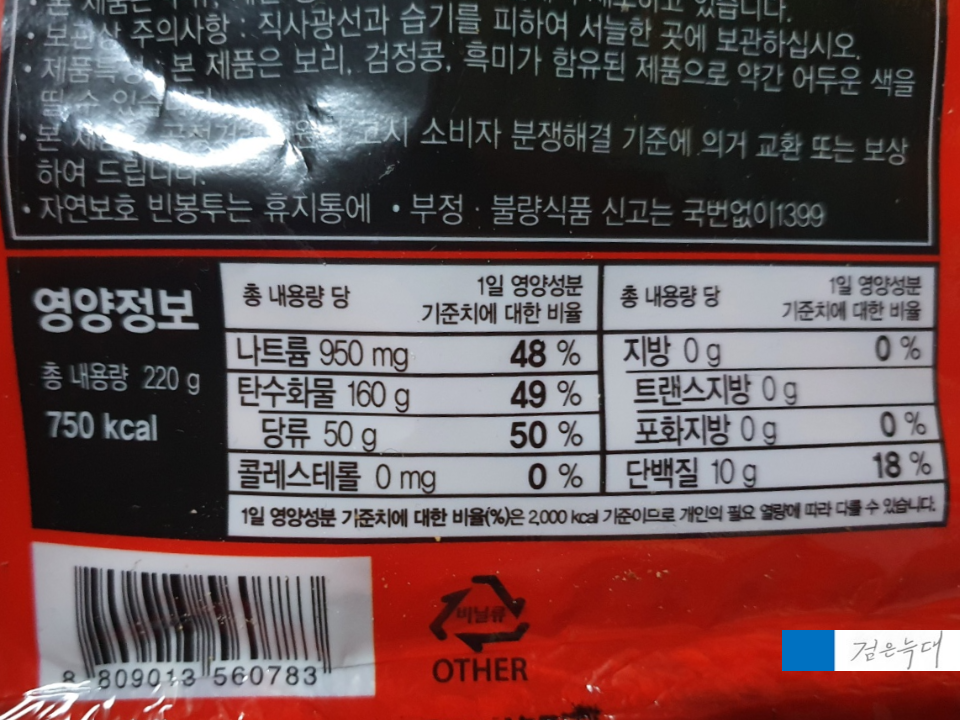 있습니다.
• 보관상 주의사항 : 직사광선과 습기를 피하여 서늘한 곳에 보관하십시오.
• 본 제품은 보리, 검정콩, 흑미가 함유된 제품으로 약간 어두운 색을
띨 수
• 본 고시 소비자 분쟁해결 기준에 의거 교환 또는 보상
하여 드립니다.
• 자연보호 빈봉투는 휴지통에 • 부정 · 불량식품 신고는 국번없이1399
영양정보
총 내용량 220 g
750 kcal
총 내용량 당 1일 영양성분 기준치에 대한 비율
나트륨 950 mg 48 %
탄수화물 160 g 49 %
당류 50 g 50 %
콜레스테롤 0 mg 0 %
총 내용량 당 1일 영양성분 기준치에 대한 비율
지방 0 g 0 %
트랜스지방 0 g
포화지방 0 g 0 %
단백질 10 g 18 %
1일 영양성분 기준치에 대한 비율(%)은 2,000 kcal 기준이므로 개인의 필요 열량에 따라 다를 수 있습니다.
8 809013 560783
비닐류
OTHER
검은늑대